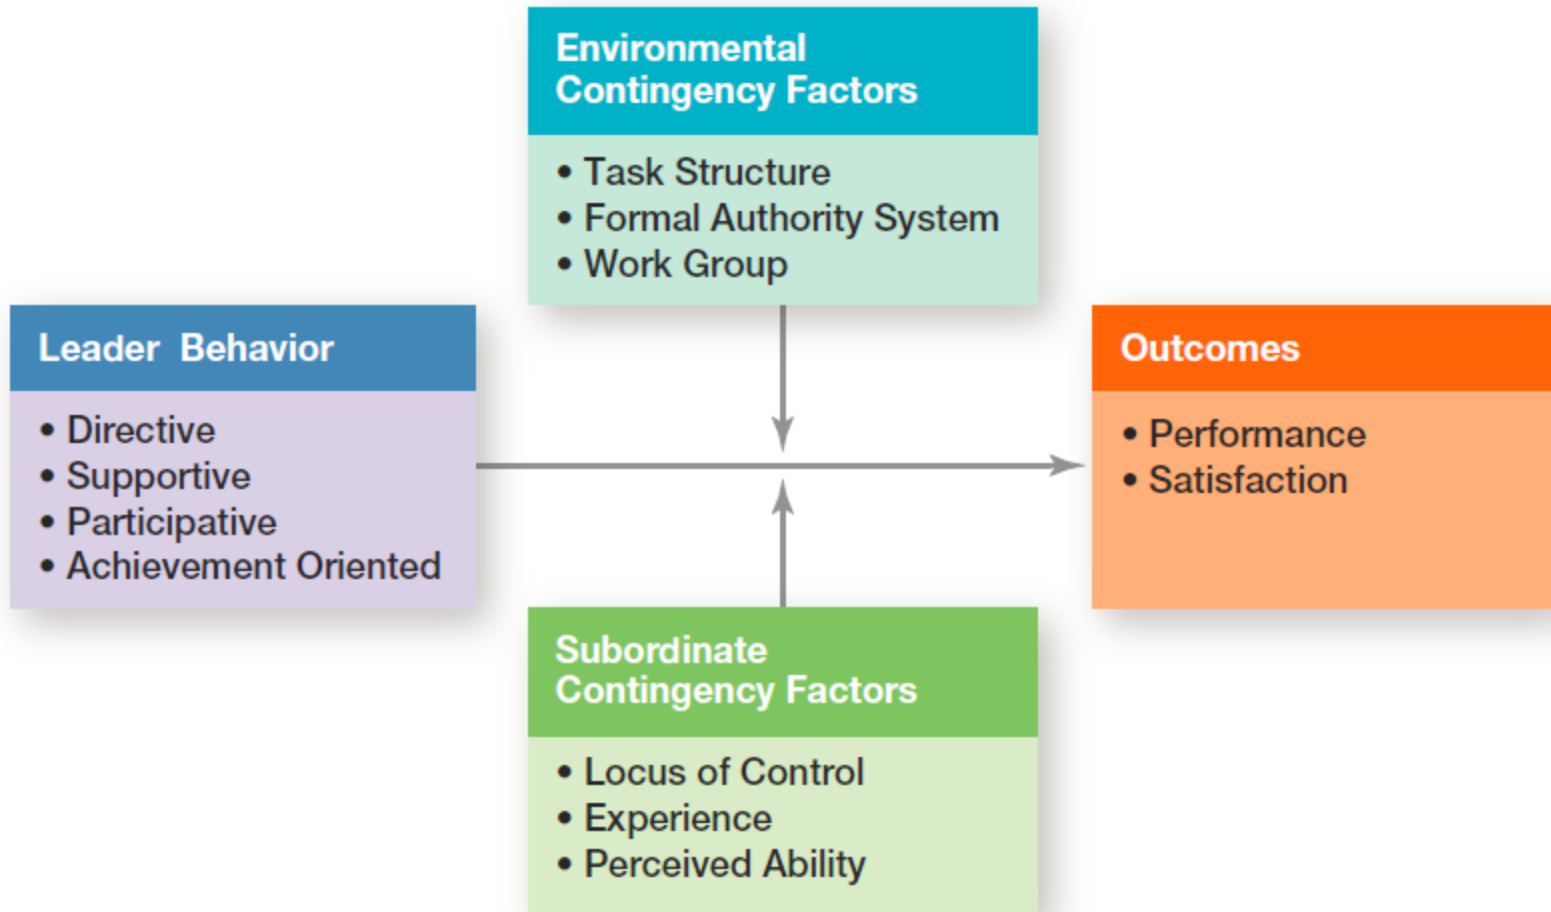 Environmental
Contingency Factors
• Task Structure
• Formal Authority System
• Work Group
Leader Behavior
• Directive
• Supportive
• Participative
• Achievement Oriented
Outcomes
• Performance
• Satisfaction
Subordinate
Contingency Factors
• Locus of Control
• Experience
• Perceived Ability